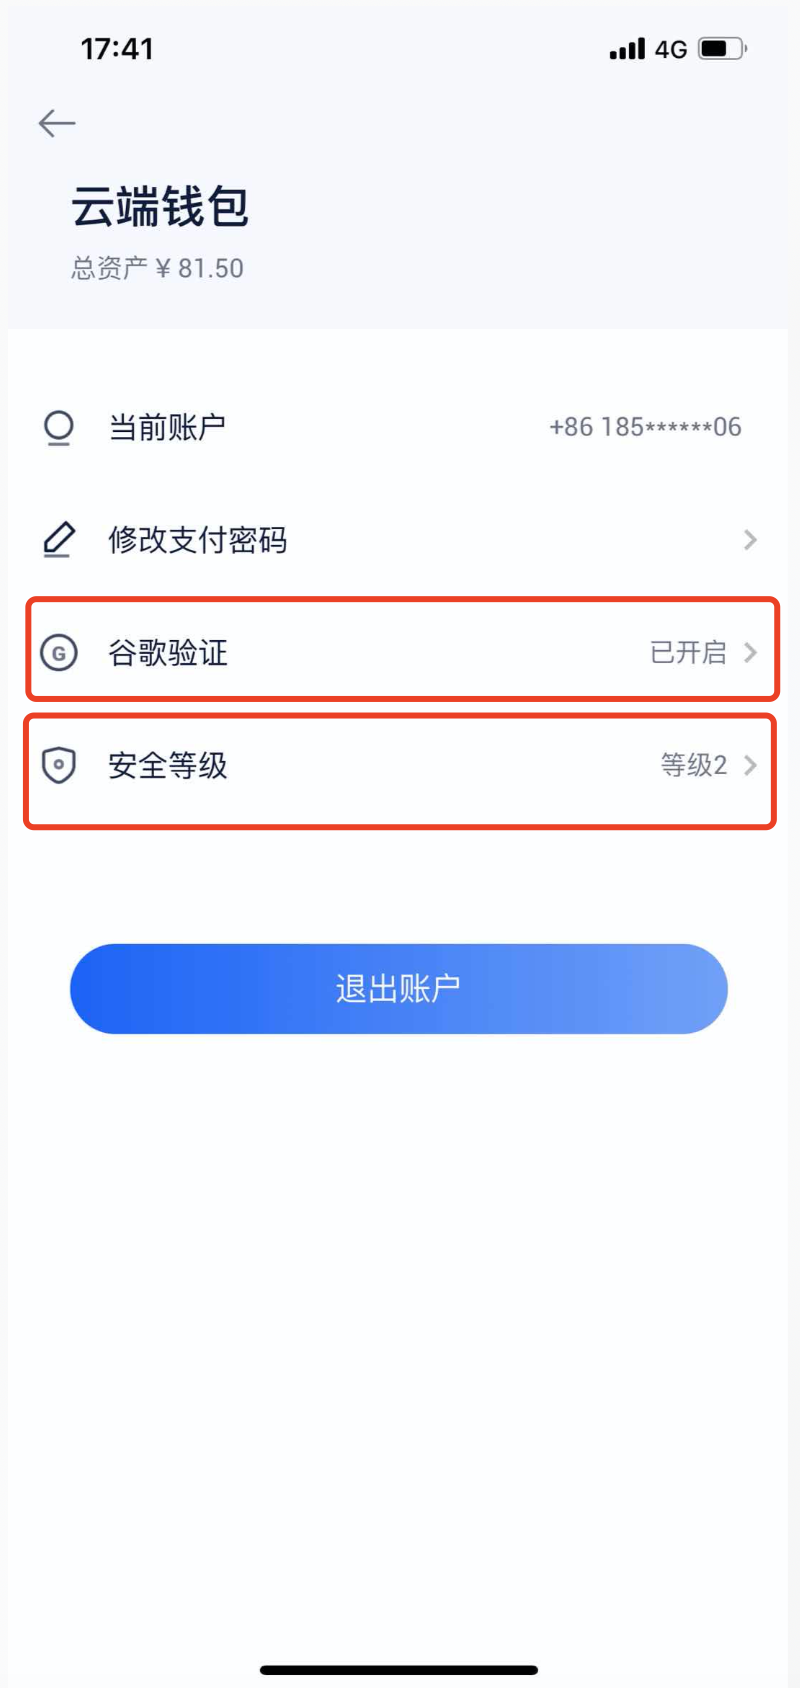 17:41
4G
云端钱包
总资产 ¥ 81.50
当前账户 +86 185******06
修改支付密码
G 谷歌验证 已开启
安全等级 等级2
退出账户